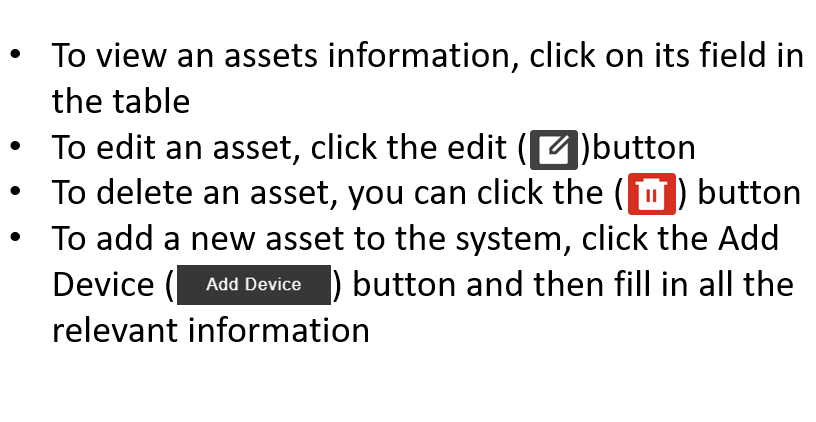 • To view an assets information, click on its field in
the table
• To edit an asset, click the edit ( )button
• To delete an asset, you can click the ( ) button
• To add a new asset to the system, click the Add
Device ( Add Device ) button and then fill in all the
relevant information